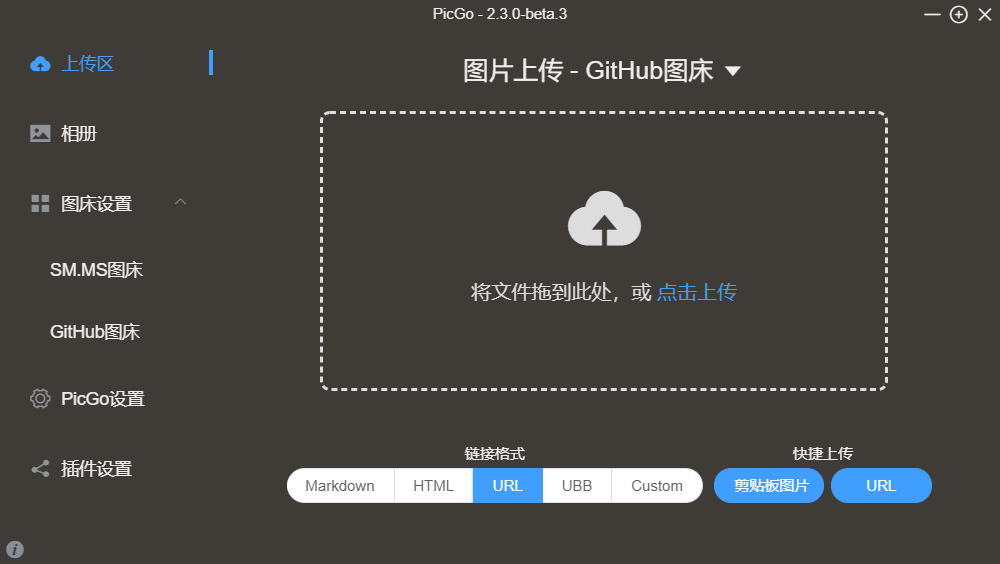 PicGo - 2.3.0-beta.3
上传区
相册
图床设置
SM.MS图床
GitHub图床
PicGo设置
插件设置
图片上传 - GitHub图床
将文件拖到此处，或 点击上传
链接格式
Markdown HTML URL UBB Custom
快捷上传
剪贴板图片 URL